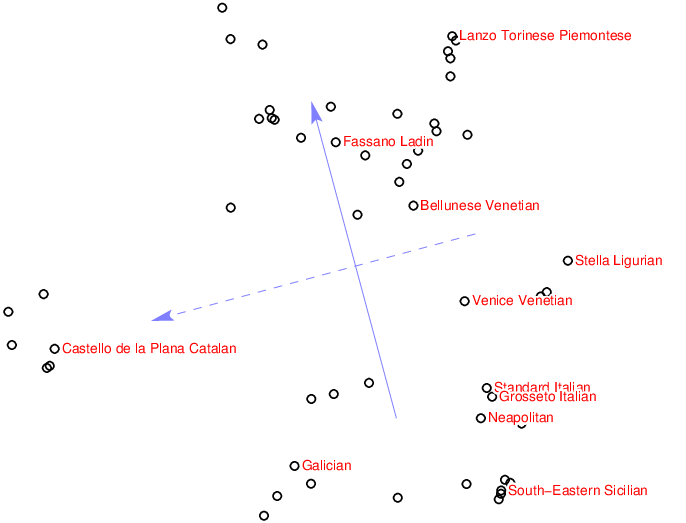 Lanzo Torinese Piemontese
Fassano Ladin
Bellunese Venetian
Stella Ligurian
Venice Venetian
Castello de la Plana Catalan
Standard Italian
Grosseto Italian
Neapolitan
Galician
South−Eastern Sicilian